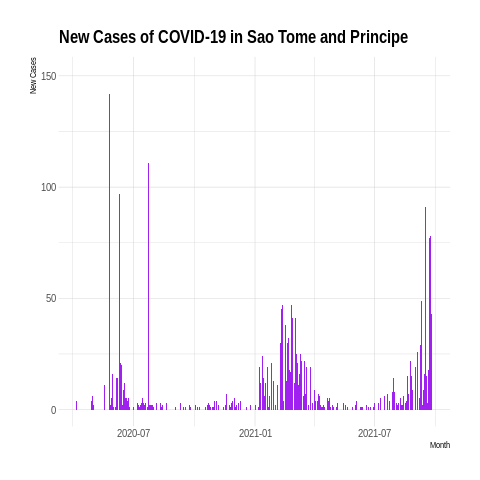 New Cases of COVID-19 in Sao Tome and Principe
New Cases
150
100
50
0
2020-07
2021-01
2021-07
Month